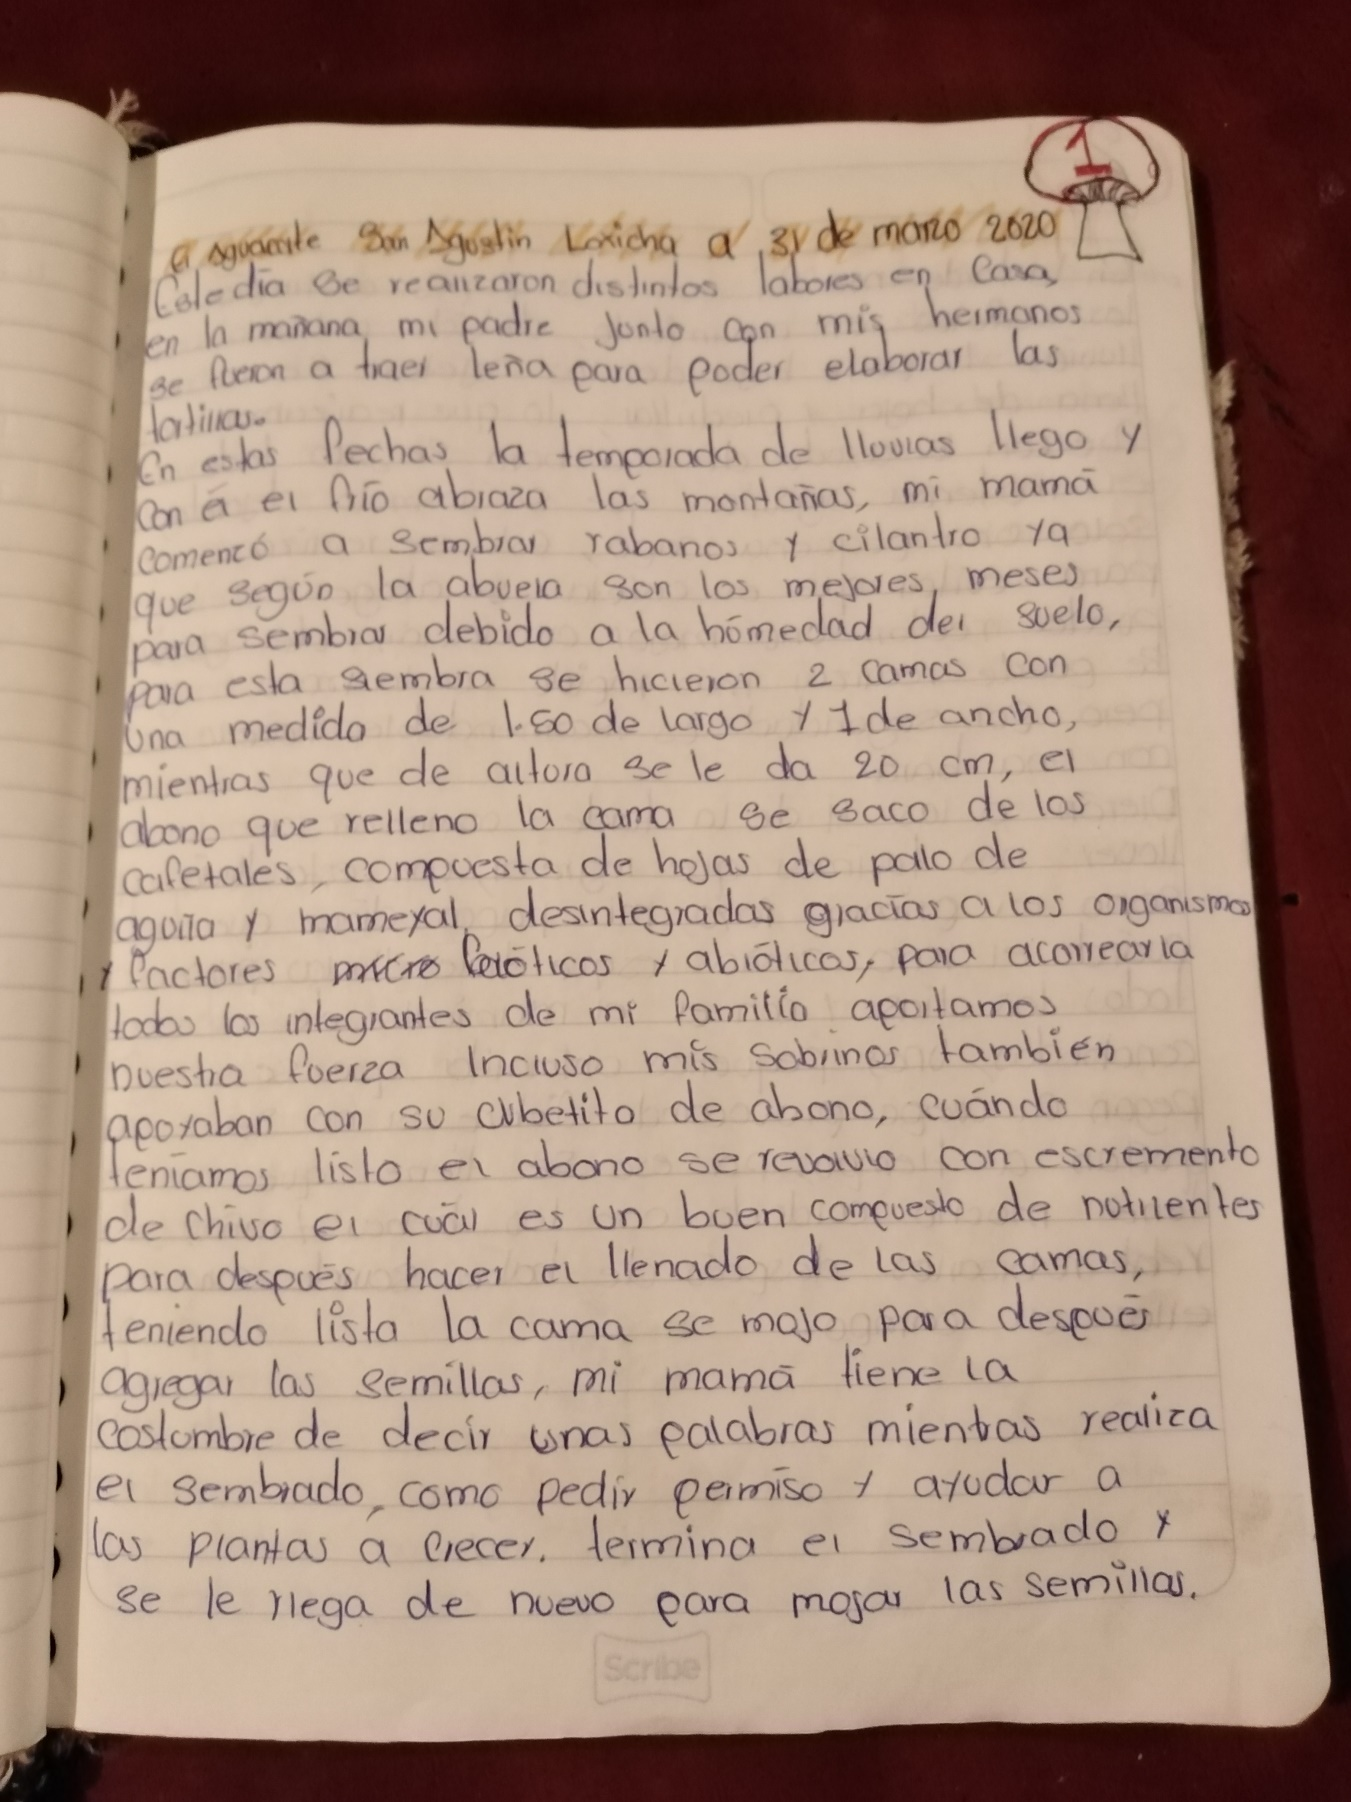 1
a aguacate San Agustin Loxicha a 31 de marzo 2020
Este dia se realizaron distintos labores en Casa,
en la mañana, mi padre junto con mis hermanos
se fueron a traer leña para poder elaborar las
tortillas.
En estas fechas la temporada de lluvias llego y
Con él el frío abraza las montañas, mi mamá
comenzó a sembrar rabanos y cilantro ya
que según la abuela son los mejores, meses
para sembrar debido a la húmedad del suelo,
para esta siembra se hicieron 2 camas con
una medida de 1.50 de largo y 1 de ancho,
mientras que de altura se le da 20 cm, el
abono que relleno la cama se saco de los
cafetales, compuesta de hojas de palo de
aguila y mameyal, desintegradas gracías a los organismos
y factores micro bióticos y abióticos, para acorrearla
todos los integrantes de mi familia aportamos
nuestra fuerza Incluso mís sobrinos también
apoyaban con su cubetito de abono, cuándo
teníamos listo el abono se revolvio con escremento
de chivo el cúal es un buen compuesto de nutrientes
para después hacer el llenado de las camas,
teniendo lista la cama se mojo para después
agregar las semillas, mi mamá tiene la
costumbre de decir unas palabras mientras realiza
el sembrado, como pedir permiso y ayudar a
las plantas a crecer. termina el sembrado y
se le riega de nuevo para mojar las semillas.
Scribe